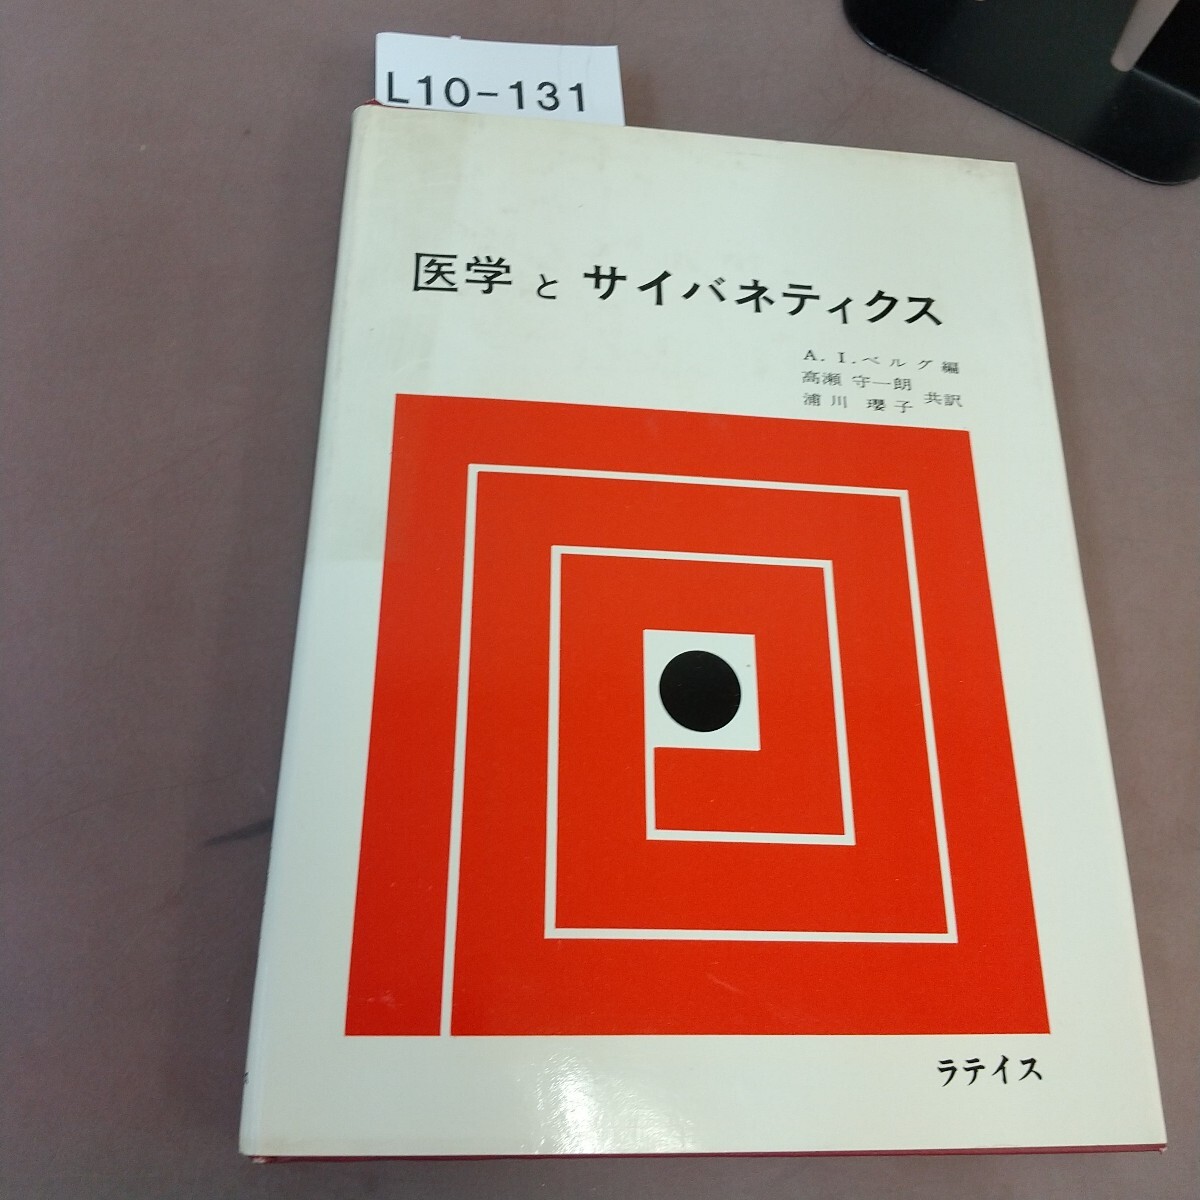 L10-131
医学 と サイバネティクス
A. I. ベルグ 編
高瀬 守一朗
浦川 瓔子 共訳
ラテイス